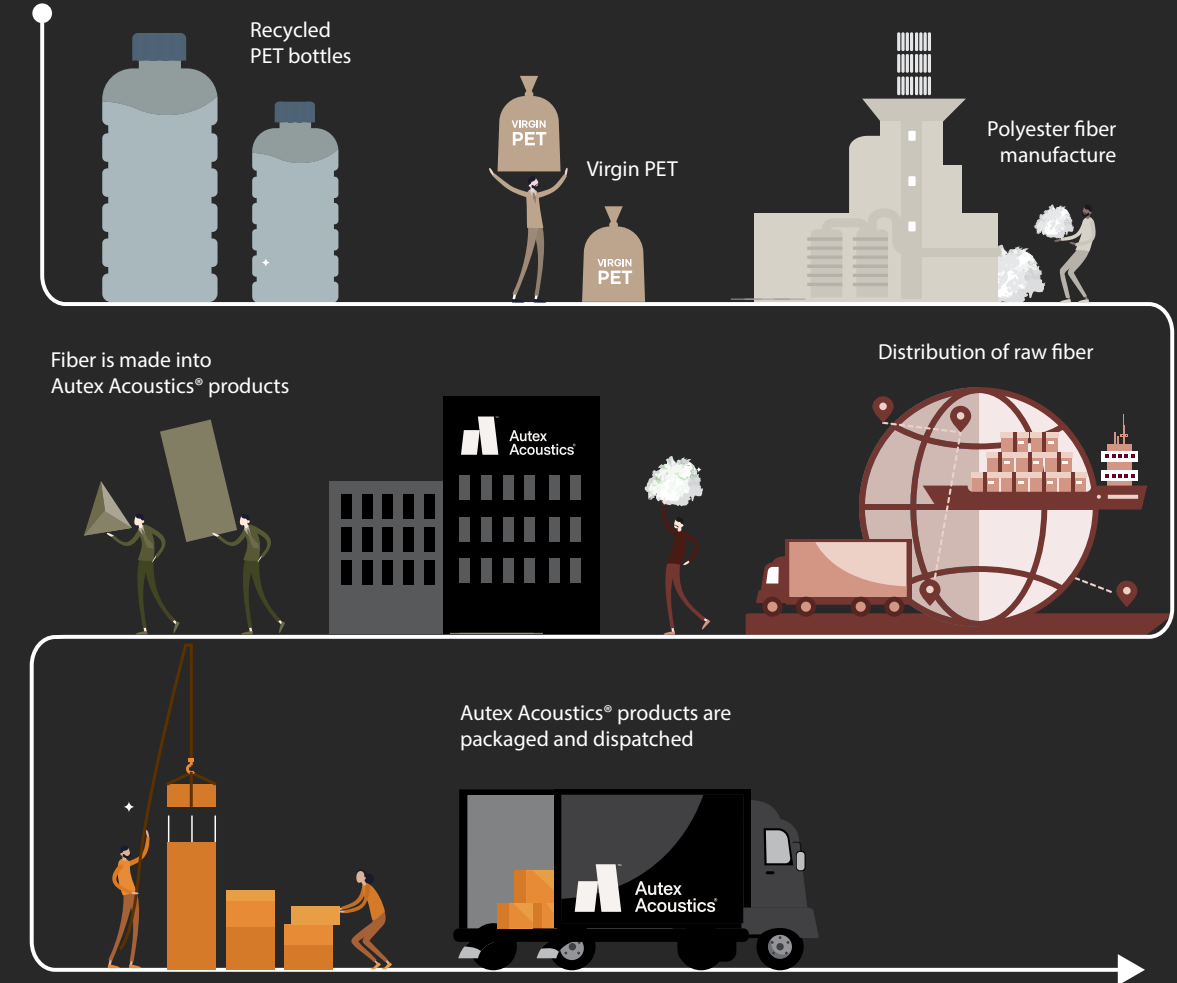 Recycled
PET bottles
VIRGIN
PET
Virgin PET
VIRGIN
PET
Polyester fiber
manufacture
Distribution of raw fiber
Fiber is made into
Autex Acoustics® products
Autex
Acoustics®
Autex Acoustics® products are
packaged and dispatched
Autex
Acoustics®